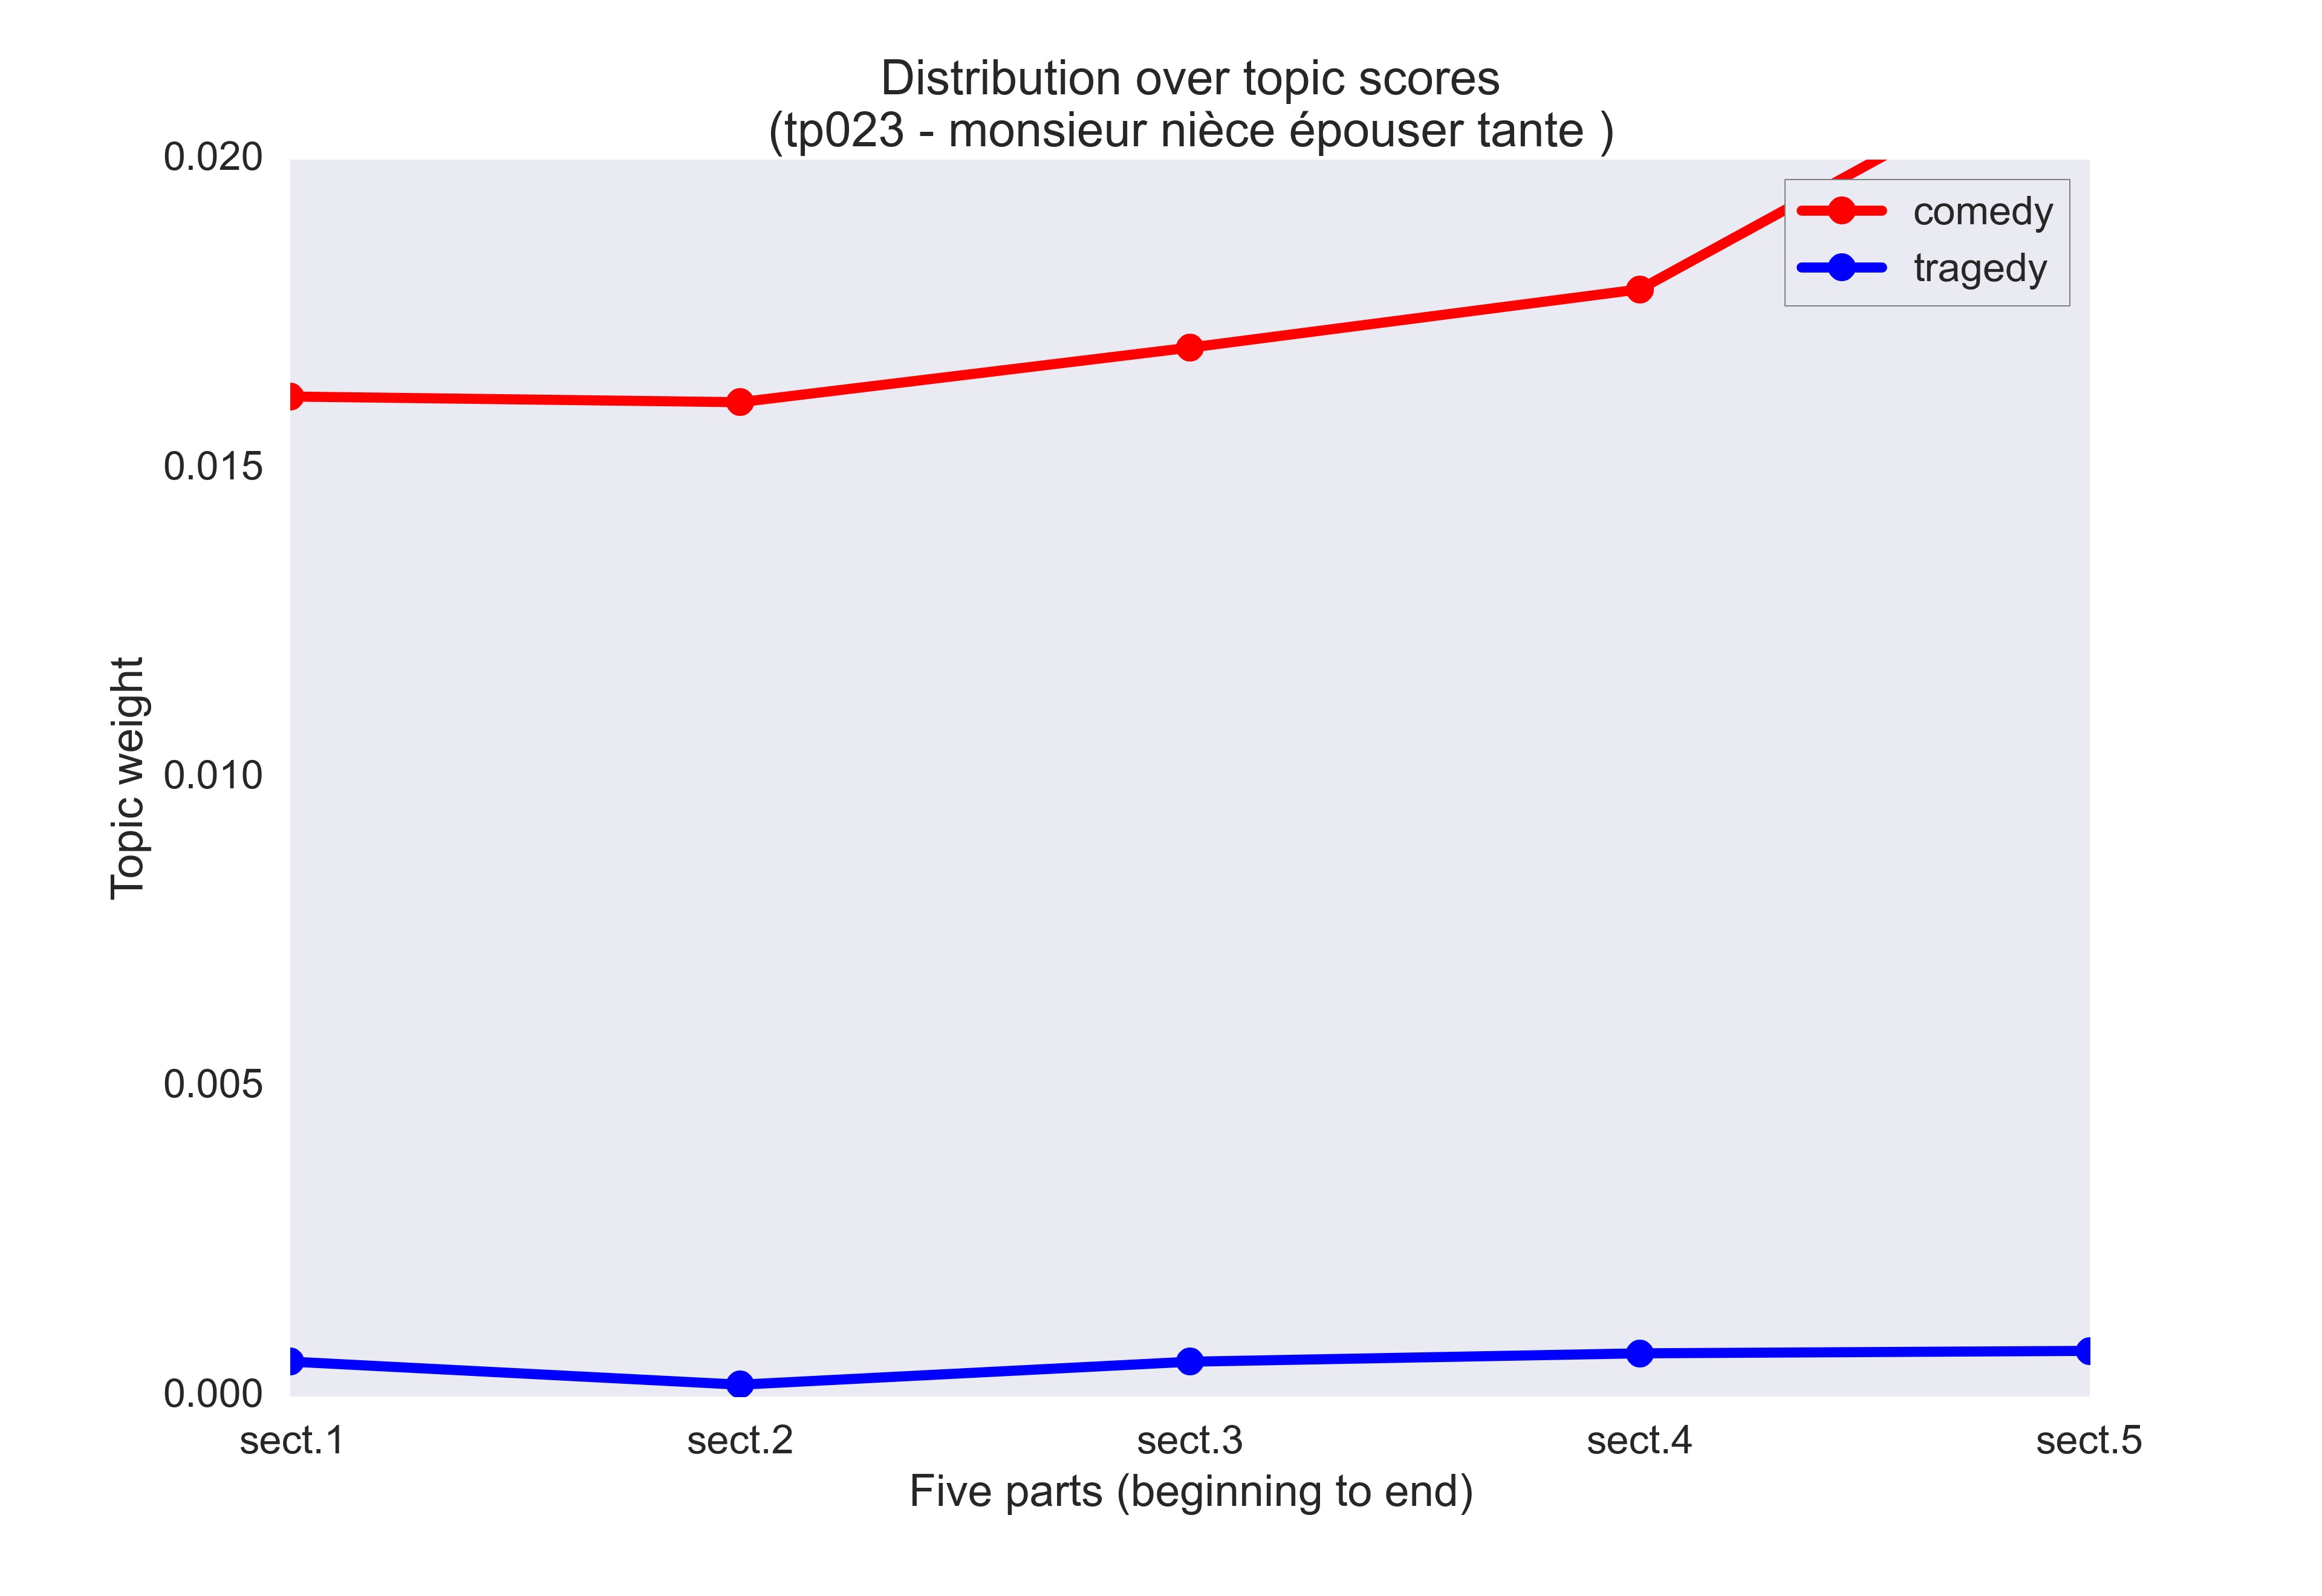 Distribution over topic scores
(tp023 - monsieur nièce épouser tante )
0.020
0.015
0.010
0.005
0.000
Topic weight
comedy
tragedy
sect.1
sect.2
sect.3
sect.4
sect.5
Five parts (beginning to end)